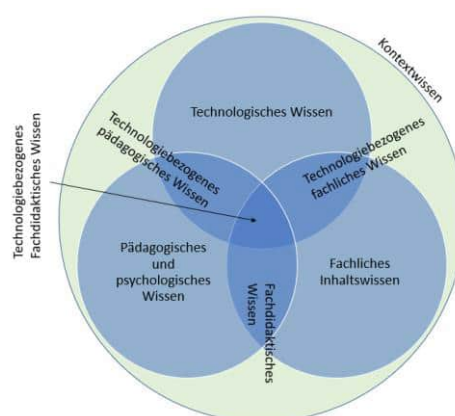 Kontextwissen
Technologisches Wissen
Technologiebezogenes
pädagogisches Wissen
Technologiebezogenes
fachliches Wissen
Technologiebezogenes
Fachdidaktisches Wissen
Pädagogisches
und
psychologisches
Wissen
Fachliches
Inhaltswissen
Fachdidaktisches
Wissen